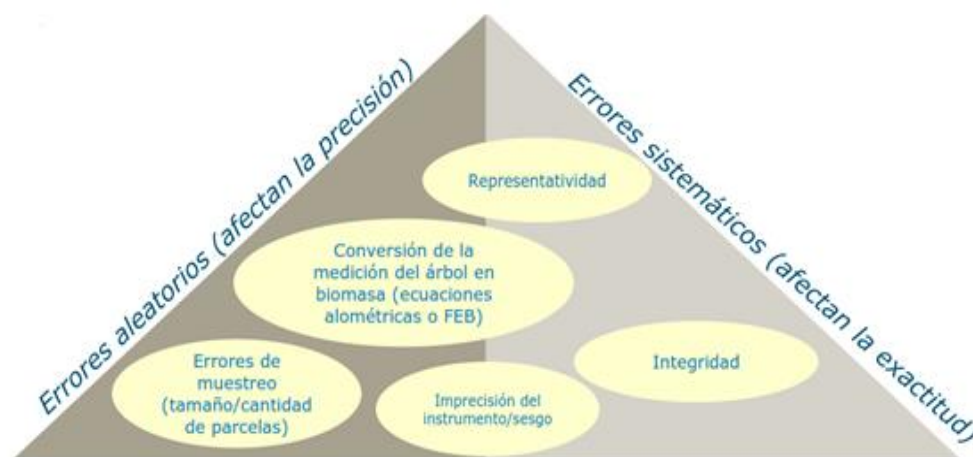 Errores aleatorios (afectan la precisión)
Errores sistemáticos (afectan la exactitud)
Representatividad
Conversión de la
medición del árbol en
biomasa (ecuaciones
alométricas o FEB)
Integridad
Errores de
muestreo
(tamaño/cantidad
de parcelas)
Imprecisión del
instrumento/sesgo